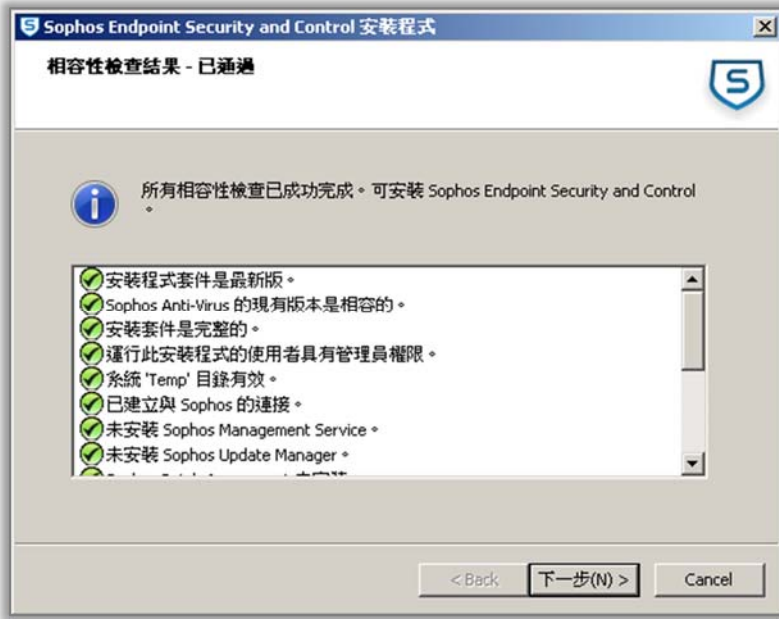 Sophos Endpoint Security and Control 安裝程式
相容性檢查結果 - 已通過
所有相容性檢查已成功完成。可安裝 Sophos Endpoint Security and Control
。
安裝程式套件是最新版。
Sophos Anti-Virus 的現有版本是相容的。
安裝套件是完整的。
運行此安裝程式的使用者具有管理員權限。
系統 'Temp' 目錄有效。
已建立與 Sophos 的連接。
未安裝 Sophos Management Service。
未安裝 Sophos Update Manager。
< Back
下一步(N) >
Cancel